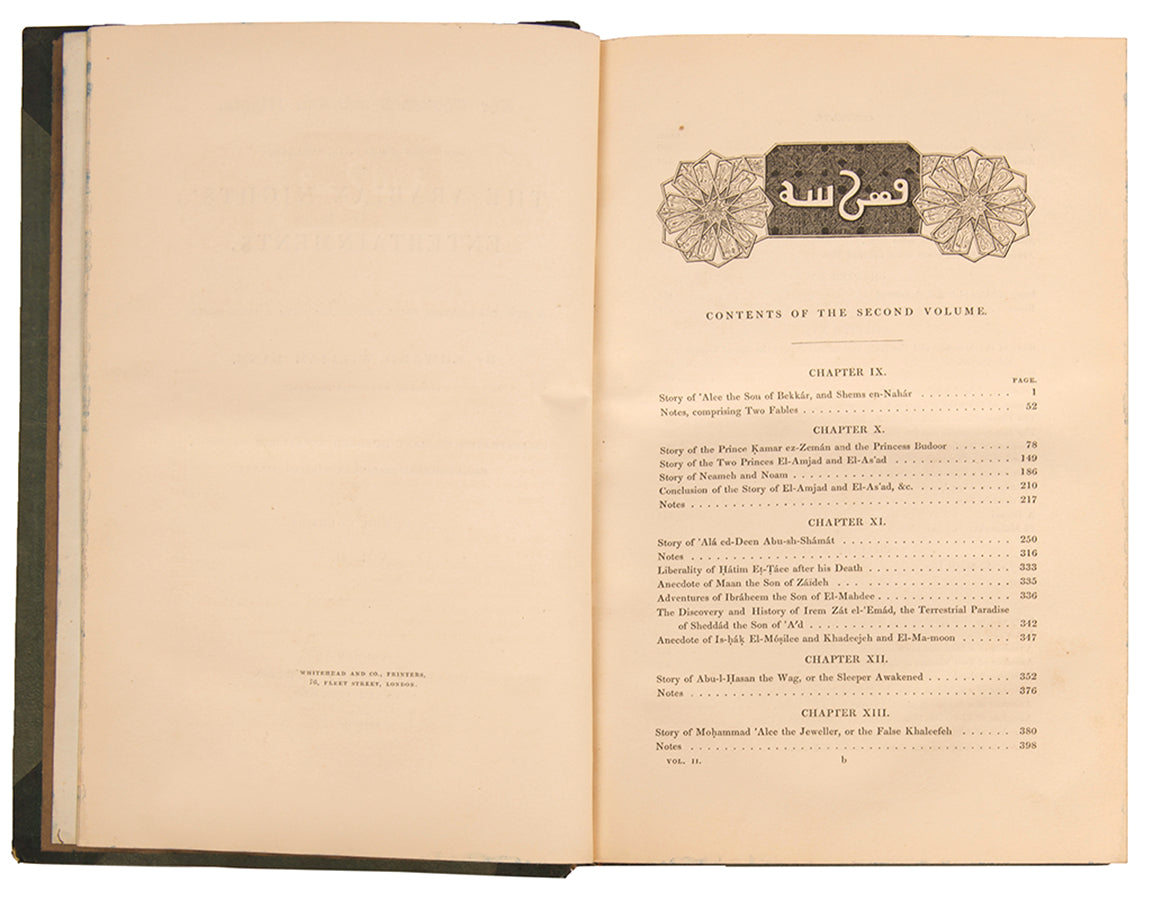 WHITEHEAD AND CO., PRINTERS,
76, FLEET STREET, LONDON.
فهرسه
CONTENTS OF THE SECOND VOLUME.
CHAPTER IX.
PAGE.
Story of 'Alee the Son of Bekkár, and Shems en-Nahár . . . . . . . . . . . 1
Notes, comprising Two Fables . . . . . . . . . . . . . . . . . . . . . . . . . 52
CHAPTER X.
Story of the Prince Ḳamar ez-Zemán and the Princess Budoor . . . . . . . 78
Story of the Two Princes El-Amjad and El-As'ad . . . . . . . . . . . . . . 149
Story of Neameh and Noam . . . . . . . . . . . . . . . . . . . . . . . . . . 186
Conclusion of the Story of El-Amjad and El-As'ad, &c. . . . . . . . . . . . 210
Notes . . . . . . . . . . . . . . . . . . . . . . . . . . . . . . . . . . . . . . 217
CHAPTER XI.
Story of 'Alá ed-Deen Abu-sh-Shámát . . . . . . . . . . . . . . . . . . . . 250
Notes . . . . . . . . . . . . . . . . . . . . . . . . . . . . . . . . . . . . . . 316
Liberality of Ḥátim Eṭ-Ṭáee after his Death . . . . . . . . . . . . . . . . . 333
Anecdote of Maan the Son of Záïdeh . . . . . . . . . . . . . . . . . . . . . 335
Adventures of Ibráheem the Son of El-Mahdee . . . . . . . . . . . . . . . . 336
The Discovery and History of Irem Zát el-'Emád, the Terrestrial Paradise
of Sheddád the Son of 'A'd . . . . . . . . . . . . . . . . . . . . . . . . 342
Anecdote of Is-ḥáḳ El-Móṣilee and Khadeejeh and El-Ma-moon . . . . . . 347
CHAPTER XII.
Story of Abu-l-Ḥasan the Wag, or the Sleeper Awakened . . . . . . . . . . 352
Notes . . . . . . . . . . . . . . . . . . . . . . . . . . . . . . . . . . . . . . 376
CHAPTER XIII.
Story of Moḥammad 'Alee the Jeweller, or the False Khaleefeh . . . . . . 380
Notes . . . . . . . . . . . . . . . . . . . . . . . . . . . . . . . . . . . . . . 398
VOL. II. b